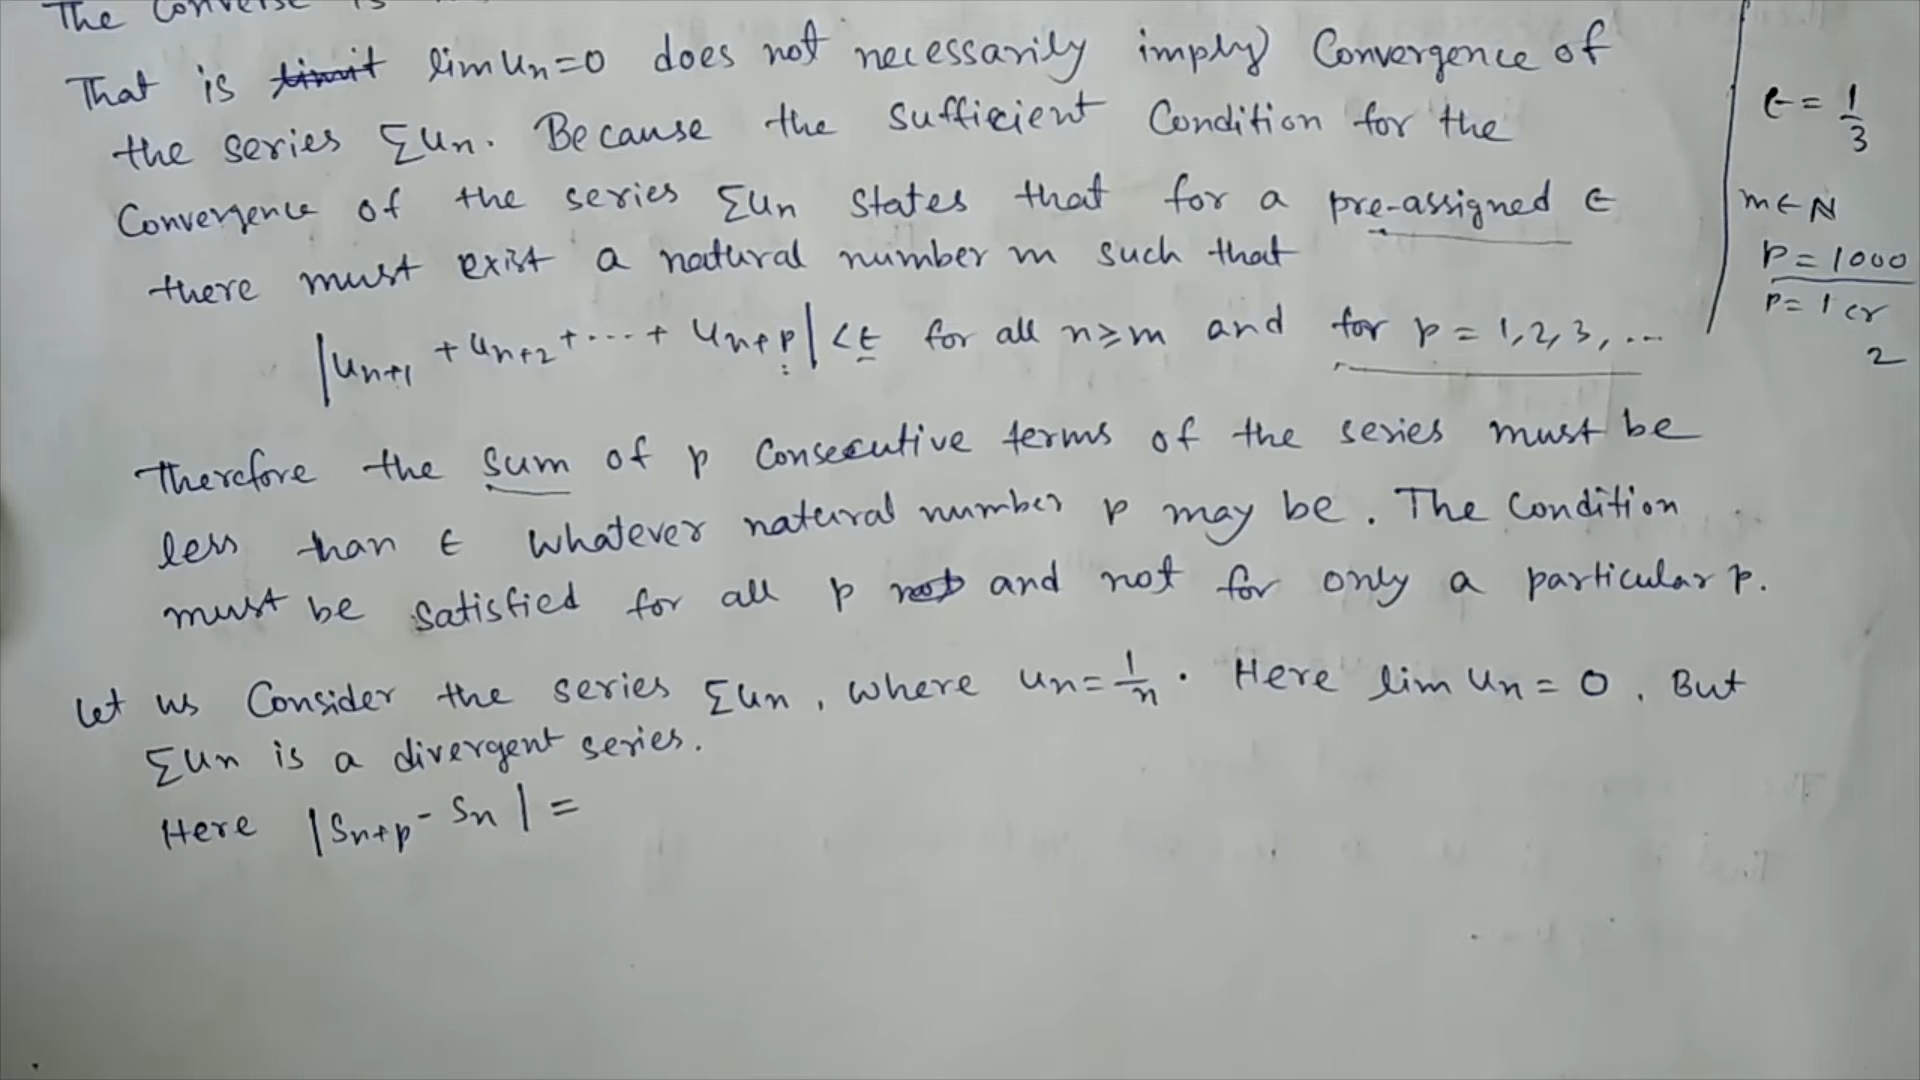 The converse is
That is limit lim un=0 does not necessarily imply Convergence of
the series Σun. Because the sufficient Condition for the
Convergence of the series Σun states that for a pre-assigned ϵ
there must exist a natural number m such that
|un+1 + un+2 + ... + un+p| < ϵ for all n≥m and for p = 1,2,3, ...
Therefore the sum of p Consecutive terms of the series must be
less than ϵ whatever natural number p may be. The Condition
must be satisfied for all p not and not for only a particular p.
Let us Consider the series Σun, where un = 1/n. Here lim un = 0. But
Σun is a divergent series.
Here |Sn+p - Sn| =
ϵ = 1/3
m ϵ N
p = 1000
p = 1 cr
2